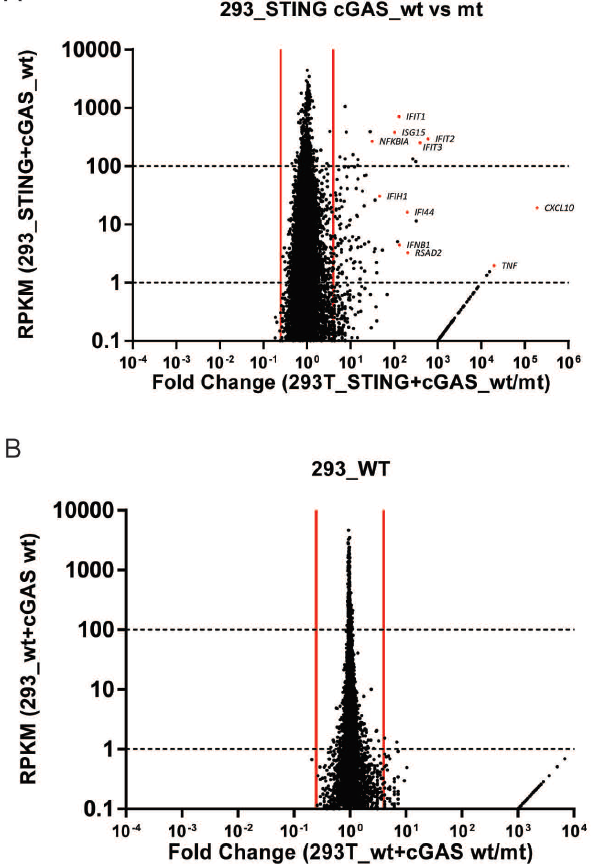 293_STING cGAS_wt vs mt
RPKM (293_STING+cGAS_wt)
10000
1000
100
10
1
0.1
IFIT1
ISG15
IFIT2
NFKBIA
IFIT3
IFIH1
IFI44
CXCL10
IFNB1
RSAD2
TNF
10-4 10-3 10-2 10-1 100 101 102 103 104 105 106
Fold Change (293T_STING+cGAS_wt/mt)
B
293_WT
RPKM (293_wt+cGAS wt)
10000
1000
100
10
1
0.1
10-4 10-3 10-2 10-1 100 101 102 103 104
Fold Change (293T_wt+cGAS wt/mt)